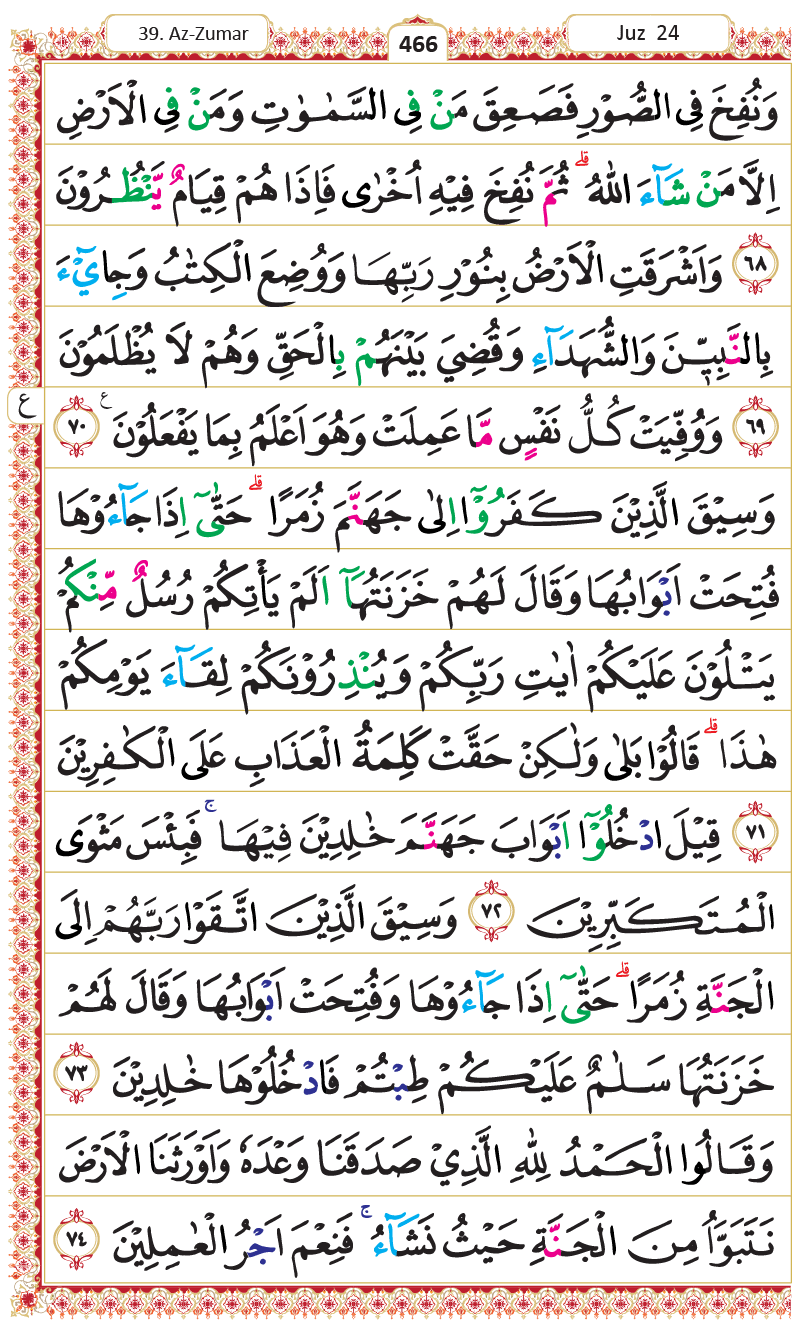 39. Az-Zumar
466
Juz 24
وَنُفِخَ فِى الصُّوۡرِ فَصَعِقَ مَنۡ فِى السَّمٰوٰتِ وَمَنۡ فِى الۡاَرۡضِ
اِلَّا مَنۡ شَآءَ اللّٰهُ‌ ؕ ثُمَّ نُفِخَ فِيۡهِ اُخۡرٰى فَاِذَا هُمۡ قِيَامٌ يَّنۡظُرُوۡنَ
﴿۶۸﴾ وَاَشۡرَقَتِ الۡاَرۡضُ بِنُوۡرِ رَبِّهَا وَوُضِعَ الۡكِتٰبُ وَجِاىْٓءَ
بِالنَّبِيّٖنَ وَالشُّهَدَآءِ وَقُضِىَ بَيۡنَهُمۡ بِالۡحَقِّ وَهُمۡ لَا يُظۡلَمُوۡنَ
﴿۶۹﴾ وَوُفِّيَتۡ كُلُّ نَفۡسٍ مَّا عَمِلَتۡ وَهُوَ اَعۡلَمُ بِمَا يَفۡعَلُوۡنَ ﴿۷۰﴾ ع
وَسِيۡقَ الَّذِيۡنَ كَفَرُوۡۤا اِلٰى جَهَنَّمَ زُمَرًا‌ ؕ حَتّٰٓى اِذَا جَآءُوۡهَا
فُتِحَتۡ اَبۡوَابُهَا وَقَالَ لَهُمۡ خَزَنَتُهَاۤ اَلَمۡ يَاۡتِكُمۡ رُسُلٌ مِّنۡكُمۡ
يَتۡلُوۡنَ عَلَيۡكُمۡ اٰيٰتِ رَبِّكُمۡ وَيُنۡذِرُوۡنَكُمۡ لِقَآءَ يَوۡمِكُمۡ
هٰذَا‌ ؕ قَالُوۡا بَلٰى وَلٰـكِنۡ حَقَّتۡ كَلِمَةُ الۡعَذَابِ عَلَى الۡكٰفِرِيۡنَ
﴿۷۱﴾ قِيۡلَ ادۡخُلُوۡۤا اَبۡوَابَ جَهَنَّمَ خٰلِدِيۡنَ فِيۡهَا‌ ۚ فَبِئۡسَ مَثۡوَى
الۡمُتَكَبِّرِيۡنَ ﴿۷۲﴾ وَسِيۡقَ الَّذِيۡنَ اتَّقَوۡا رَبَّهُمۡ اِلَى
الۡجَنَّةِ زُمَرًا‌ ؕ حَتّٰٓى اِذَا جَآءُوۡهَا وَفُتِحَتۡ اَبۡوَابُهَا وَقَالَ لَهُمۡ
خَزَنَتُهَا سَلٰمٌ عَلَيۡكُمۡ طِبۡتُمۡ فَادۡخُلُوۡهَا خٰلِدِيۡنَ ﴿۷۳﴾
وَقَالُوا الۡحَمۡدُ لِلّٰهِ الَّذِىۡ صَدَقَنَا وَعۡدَهٗ وَاَوۡرَثَنَا الۡاَرۡضَ
نَتَبَوَّاُ مِنَ الۡجَنَّةِ حَيۡثُ نَشَآءُ‌ ۚ فَنِعۡمَ اَجۡرُ الۡعٰمِلِيۡنَ ﴿۷۴﴾